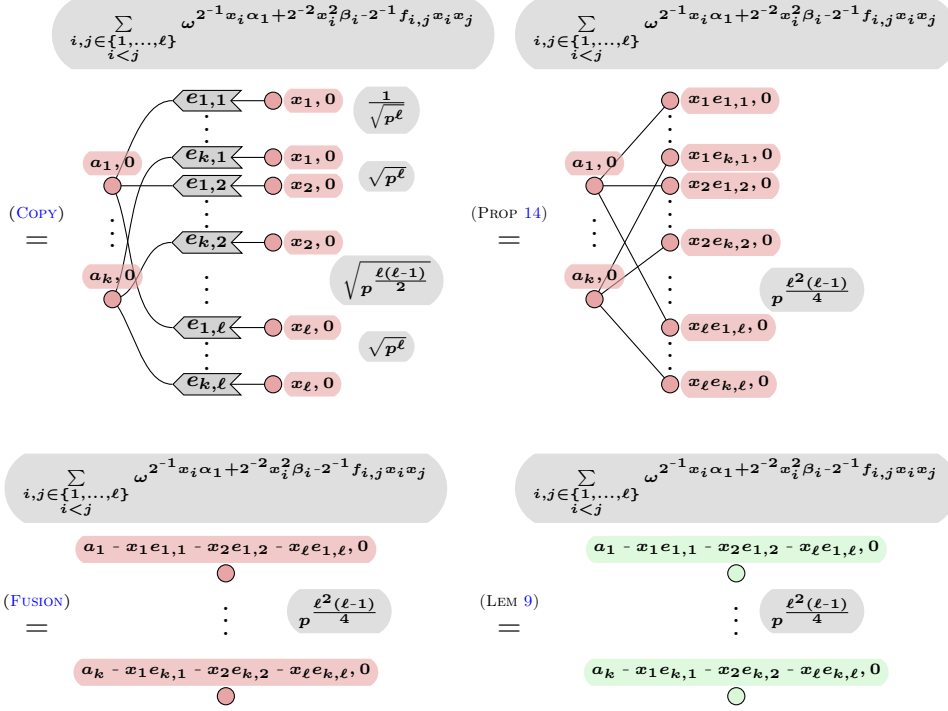 ∑_{i,j∈{1,…,ℓ} i<j} ω^{2^{-1}x_iα_1+2^{-2}x_i^2β_i-2^{-1}f_{i,j}x_ix_j}
∑_{i,j∈{1,…,ℓ} i<j} ω^{2^{-1}x_iα_1+2^{-2}x_i^2β_i-2^{-1}f_{i,j}x_ix_j}
(COPY)
=
a_1, 0
⋮
a_k, 0
e_{1,1} x_1, 0
⋮
e_{k,1} x_1, 0
e_{1,2} x_2, 0
⋮
e_{k,2} x_2, 0
⋮
e_{1,ℓ} x_ℓ, 0
⋮
e_{k,ℓ} x_ℓ, 0
1/√(p^ℓ)
√(p^ℓ)
√(p^{ℓ(ℓ-1)/2})
√(p^ℓ)
(PROP 14)
=
a_1, 0
⋮
a_k, 0
x_1e_{1,1}, 0
⋮
x_1e_{k,1}, 0
x_2e_{1,2}, 0
⋮
x_2e_{k,2}, 0
⋮
x_ℓe_{1,ℓ}, 0
⋮
x_ℓe_{k,ℓ}, 0
p^{ℓ^2(ℓ-1)/4}
∑_{i,j∈{1,…,ℓ} i<j} ω^{2^{-1}x_iα_1+2^{-2}x_i^2β_i-2^{-1}f_{i,j}x_ix_j}
∑_{i,j∈{1,…,ℓ} i<j} ω^{2^{-1}x_iα_1+2^{-2}x_i^2β_i-2^{-1}f_{i,j}x_ix_j}
(FUSION)
=
a_1 - x_1e_{1,1} - x_2e_{1,2} - x_ℓe_{1,ℓ}, 0
⋮ p^{ℓ^2(ℓ-1)/4}
a_k - x_1e_{k,1} - x_2e_{k,2} - x_ℓe_{k,ℓ}, 0
(LEM 9)
=
a_1 - x_1e_{1,1} - x_2e_{1,2} - x_ℓe_{1,ℓ}, 0
⋮ p^{ℓ^2(ℓ-1)/4}
a_k - x_1e_{k,1} - x_2e_{k,2} - x_ℓe_{k,ℓ}, 0